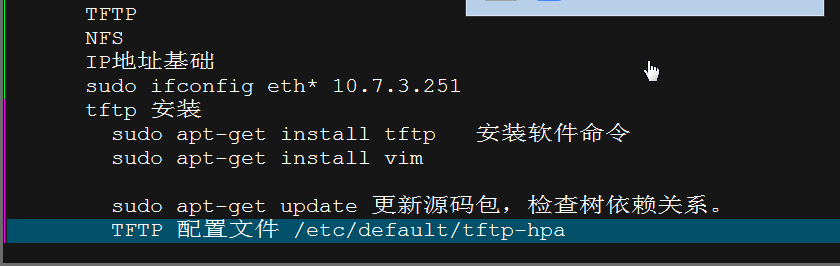 TFTP
NFS
IP地址基础
sudo ifconfig eth* 10.7.3.251
tftp 安装
sudo apt-get install tftp 安装软件命令
sudo apt-get install vim
sudo apt-get update 更新源码包，检查树依赖关系。
TFTP 配置文件 /etc/default/tftp-hpa